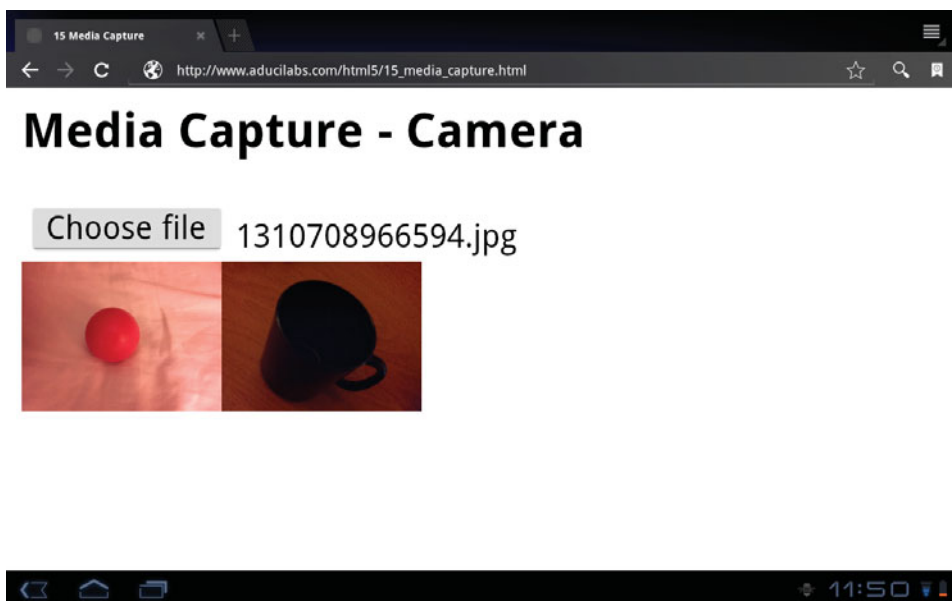 15 Media Capture
http://www.aducilabs.com/html5/15_media_capture.html
Media Capture - Camera
Choose file 1310708966594.jpg
11:50